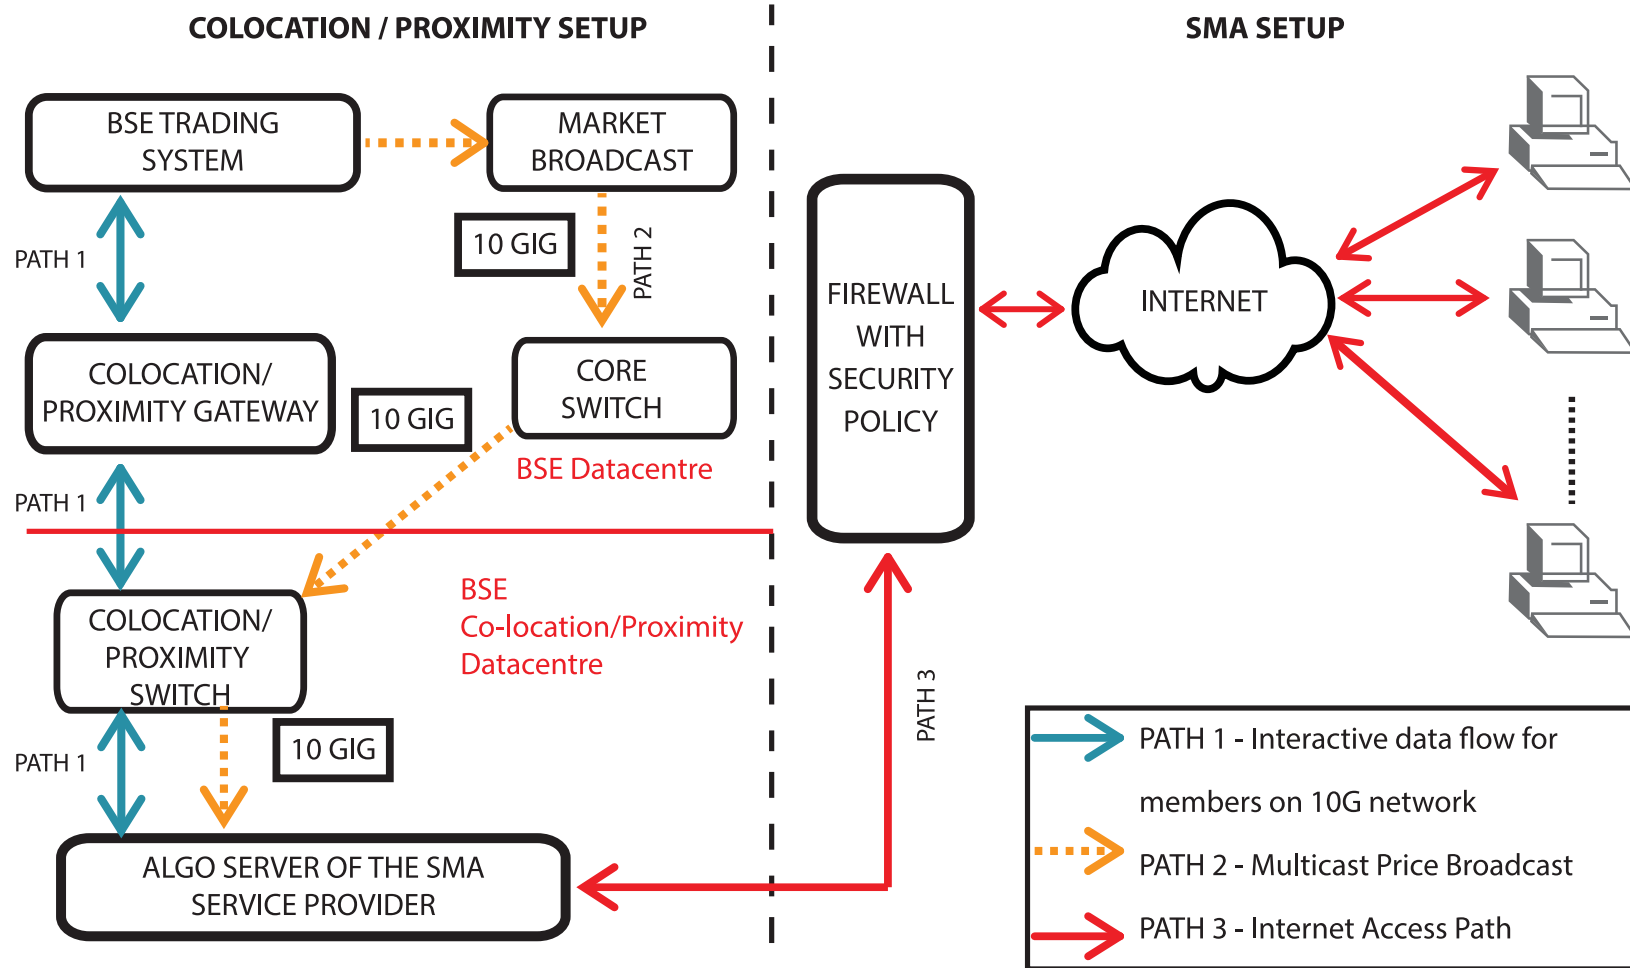 COLOCATION / PROXIMITY SETUP
SMA SETUP
BSE TRADING
SYSTEM
MARKET
BROADCAST
PATH 1
10 GIG
PATH 2
COLOCATION/
PROXIMITY GATEWAY
10 GIG
CORE
SWITCH
BSE Datacentre
PATH 1
COLOCATION/
PROXIMITY
SWITCH
BSE
Co-location/Proximity
Datacentre
PATH 1
10 GIG
ALGO SERVER OF THE SMA
SERVICE PROVIDER
FIREWALL
WITH
SECURITY
POLICY
INTERNET
PATH 3
PATH 1 - Interactive data flow for
members on 10G network
PATH 2 - Multicast Price Broadcast
PATH 3 - Internet Access Path